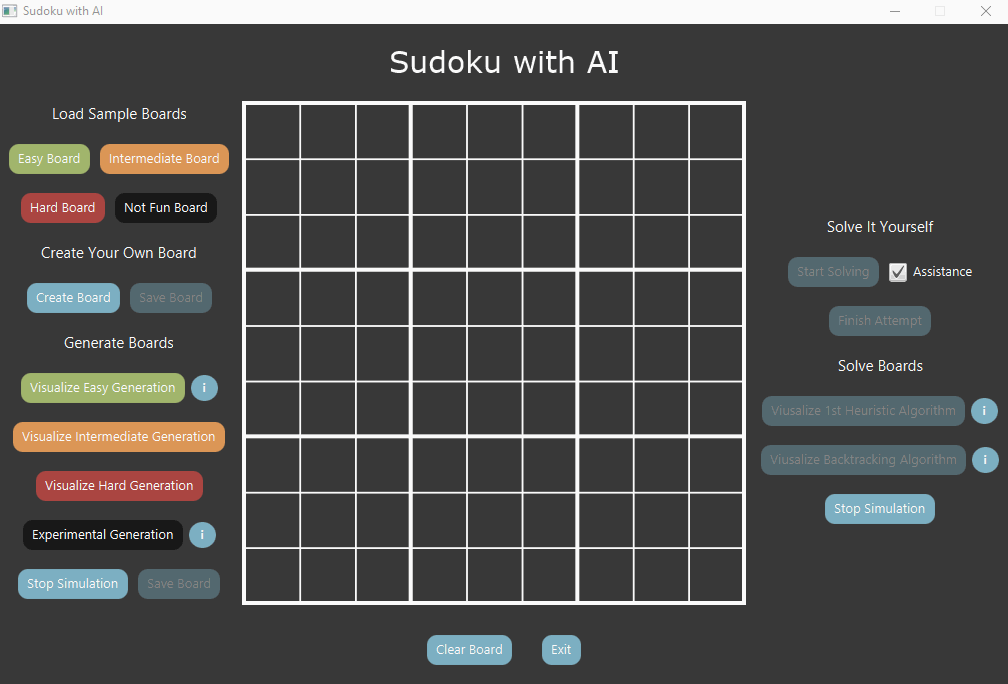 Sudoku with AI
Sudoku with AI
Load Sample Boards
Easy Board
Intermediate Board
Hard Board
Not Fun Board
Create Your Own Board
Create Board
Save Board
Generate Boards
Visualize Easy Generation
i
Visualize Intermediate Generation
Visualize Hard Generation
Experimental Generation
i
Stop Simulation
Save Board
Solve It Yourself
Start Solving
Assistance
Finish Attempt
Solve Boards
Viusalize 1st Heuristic Algorithm
i
Viusalize Backtracking Algorithm
i
Stop Simulation
Clear Board
Exit